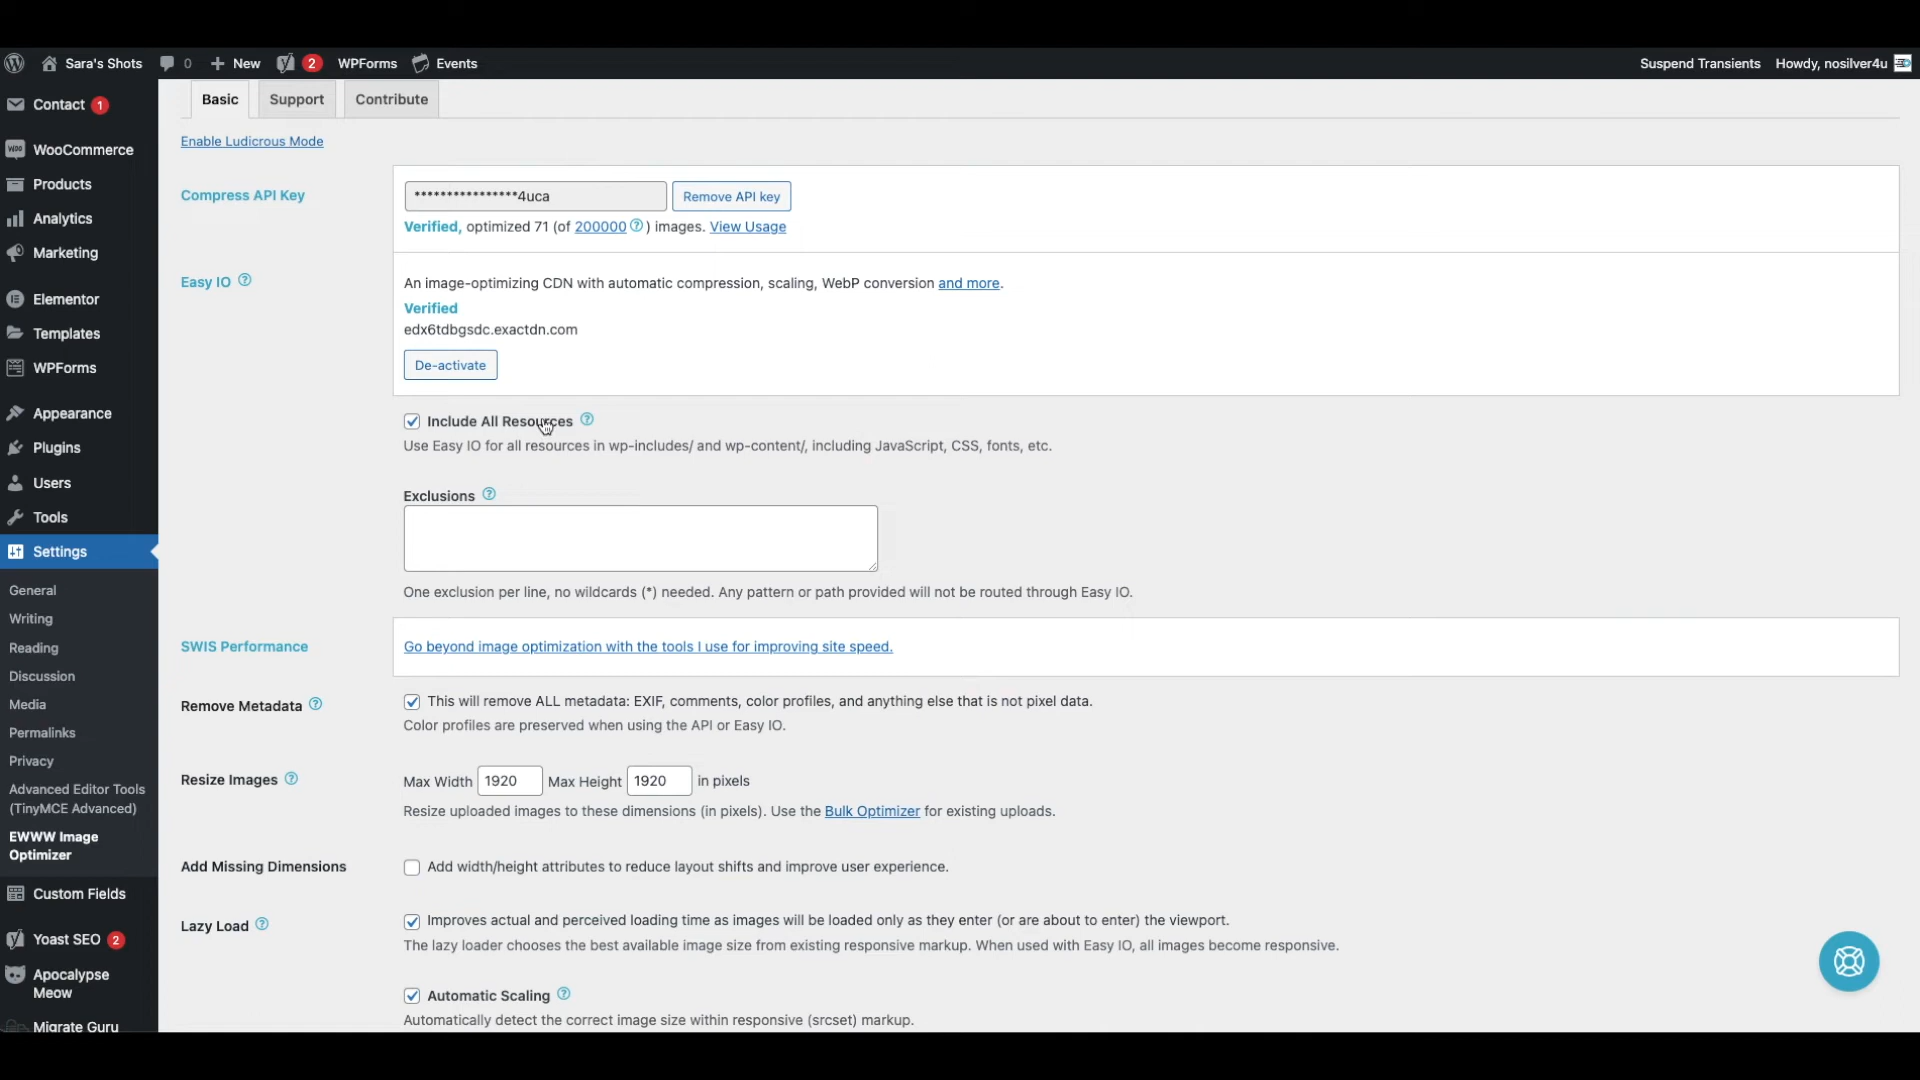 Sara's Shots 0 New 2 WPForms Events Suspend Transients Howdy, nosilver4u
Contact 1
WooCommerce
Products
Analytics
Marketing
Elementor
Templates
WPForms
Appearance
Plugins
Users
Tools
Settings
General
Writing
Reading
Discussion
Media
Permalinks
Privacy
Advanced Editor Tools
(TinyMCE Advanced)
EWWW Image
Optimizer
Custom Fields
Yoast SEO 2
Apocalypse
Meow
Migrate Guru
Basic Support Contribute
Enable Ludicrous Mode
Compress API Key
****************4uca Remove API key
Verified, optimized 71 (of 200000 ) images. View Usage
Easy IO
An image-optimizing CDN with automatic compression, scaling, WebP conversion and more.
Verified
edx6tdbgsdc.exactdn.com
De-activate
Include All Resources
Use Easy IO for all resources in wp-includes/ and wp-content/, including JavaScript, CSS, fonts, etc.
Exclusions
One exclusion per line, no wildcards (*) needed. Any pattern or path provided will not be routed through Easy IO.
SWIS Performance
Go beyond image optimization with the tools I use for improving site speed.
Remove Metadata
This will remove ALL metadata: EXIF, comments, color profiles, and anything else that is not pixel data.
Color profiles are preserved when using the API or Easy IO.
Resize Images
Max Width 1920 Max Height 1920 in pixels
Resize uploaded images to these dimensions (in pixels). Use the Bulk Optimizer for existing uploads.
Add Missing Dimensions
Add width/height attributes to reduce layout shifts and improve user experience.
Lazy Load
Improves actual and perceived loading time as images will be loaded only as they enter (or are about to enter) the viewport.
The lazy loader chooses the best available image size from existing responsive markup. When used with Easy IO, all images become responsive.
Automatic Scaling
Automatically detect the correct image size within responsive (srcset) markup.